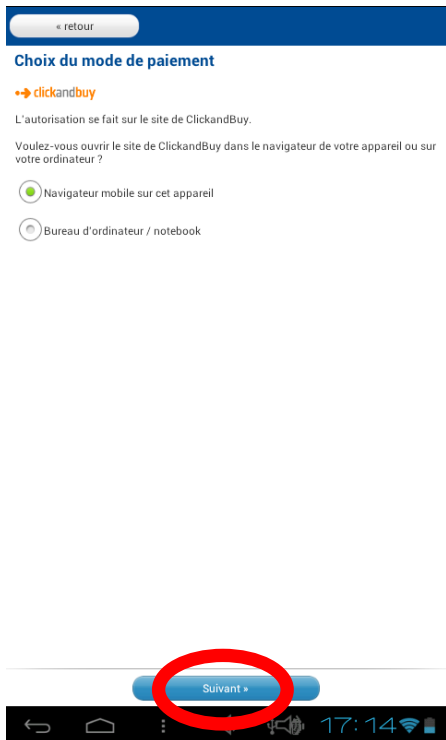 « retour
Choix du mode de paiement
clickandbuy
L'autorisation se fait sur le site de ClickandBuy.
Voulez-vous ouvrir le site de ClickandBuy dans le navigateur de votre appareil ou sur
votre ordinateur ?
Navigateur mobile sur cet appareil
Bureau d'ordinateur / notebook
Suivant »
17:14